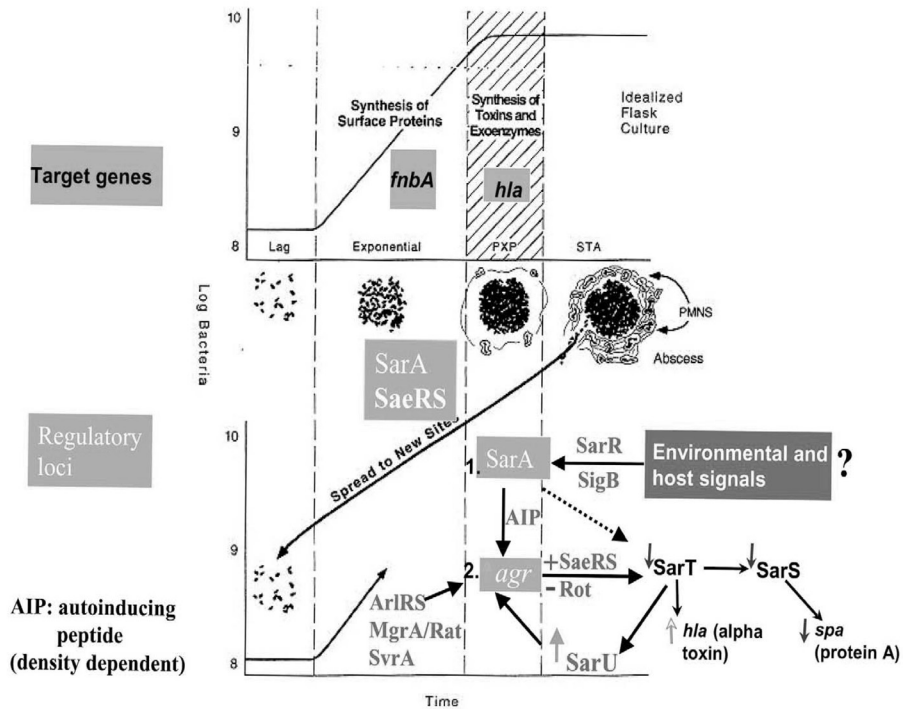 10
Synthesis of
Surface Proteins
Synthesis of
Toxins and
Exoenzymes
Idealized
Flask
Culture
9
Target genes
fnbA
hla
8
Lag
Exponential
PXP
STA
PMNS
Abscess
Log Bacteria
SarA
SaeRS
Regulatory
loci
10
Spread to New Sites
1.
SarA
SarR
SigB
Environmental and
host signals
?
AIP
9
2.
agr
+SaeRS
-Rot
SarT
SarS
AIP: autoinducing
peptide
(density dependent)
ArlRS
MgrA/Rat
SvrA
SarU
hla (alpha
toxin)
spa
(protein A)
8
Time